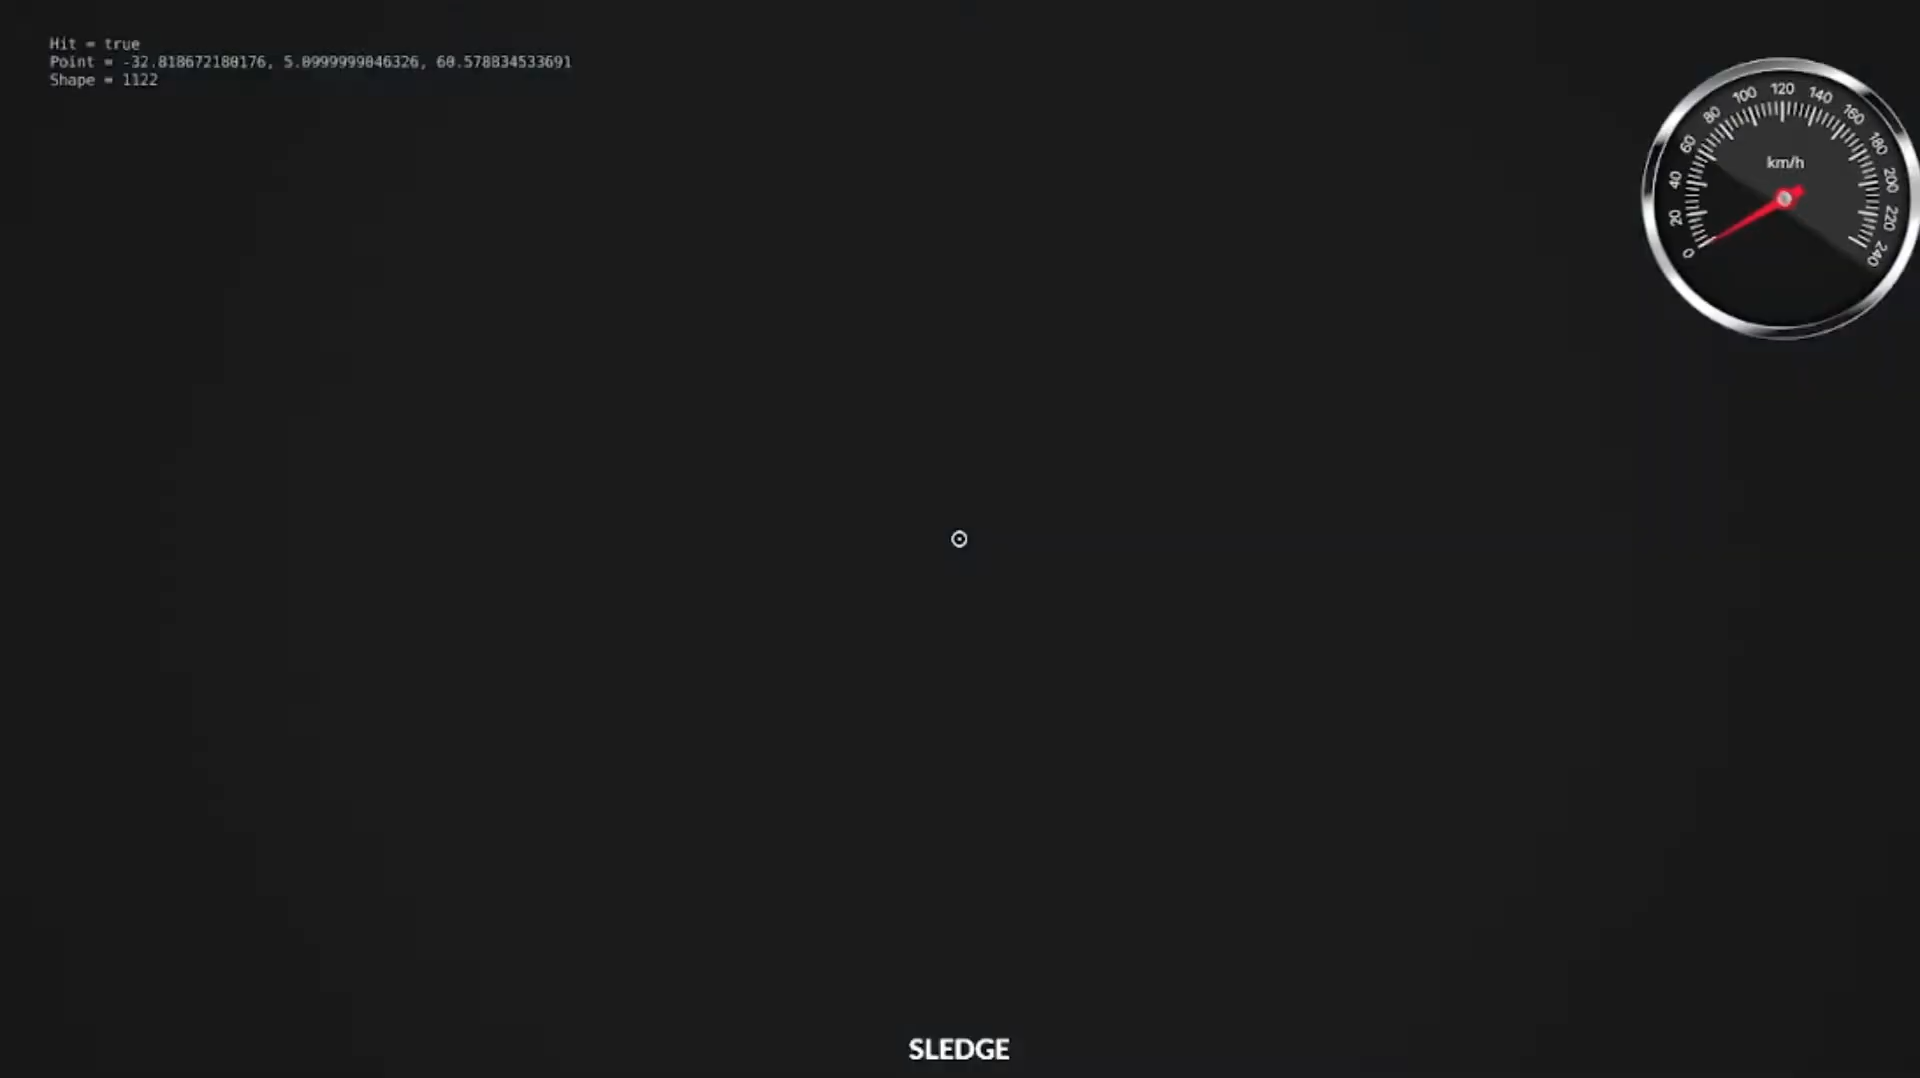 Hit = true
Point = -32.818672180176, 5.0999999046326, 60.578834533691
Shape = 1122
0 20 40 60 80 100 120 140 160 180 200 220 240
km/h
SLEDGE